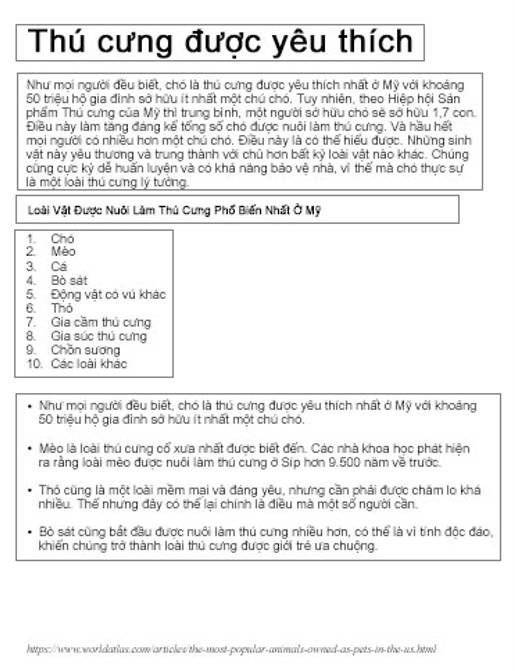 Thú cưng được yêu thích
Như mọi người đều biết, chó là thú cưng được yêu thích nhất ở Mỹ với khoảng
50 triệu hộ gia đình sở hữu ít nhất một chú chó. Tuy nhiên, theo Hiệp hội Sản
phẩm Thú cưng của Mỹ thì trung bình, một người sở hữu chó sẽ sở hữu 1,7 con.
Điều này làm tăng đáng kể tổng số chó được nuôi làm thú cưng. Và hầu hết
mọi người có nhiều hơn một chú chó. Điều này là có thể hiểu được. Những sinh
vật này yêu thương và trung thành với chủ hơn bất kỳ loài vật nào khác. Chúng
cũng cực kỳ dễ huấn luyện và có khả năng bảo vệ nhà, vì thế mà chó thực sự
là một loài thú cưng lý tưởng.
Loài Vật Được Nuôi Làm Thú Cưng Phổ Biến Nhất Ở Mỹ
1. Chó
2. Mèo
3. Cá
4. Bò sát
5. Động vật có vú khác
6. Thỏ
7. Gia cầm thú cưng
8. Gia súc thú cưng
9. Chồn sương
10. Các loài khác
• Như mọi người đều biết, chó là thú cưng được yêu thích nhất ở Mỹ với khoảng
50 triệu hộ gia đình sở hữu ít nhất một chú chó.
• Mèo là loài thú cưng cổ xưa nhất được biết đến. Các nhà khoa học phát hiện
ra rằng loài mèo được nuôi làm thú cưng ở Síp hơn 9.500 năm về trước.
• Thỏ cũng là một loài mềm mại và đáng yêu, nhưng cần phải được chăm lo khá
nhiều. Thế nhưng đây có thể lại chính là điều mà một số người cần.
• Bò sát cũng bắt đầu được nuôi làm thú cưng nhiều hơn, có thể là vì tính độc đáo,
khiến chúng trở thành loài thú cưng được giới trẻ ưa chuộng.
https://www.worldatlas.com/articles/the-most-popular-animals-owned-as-pets-in-the-us.html